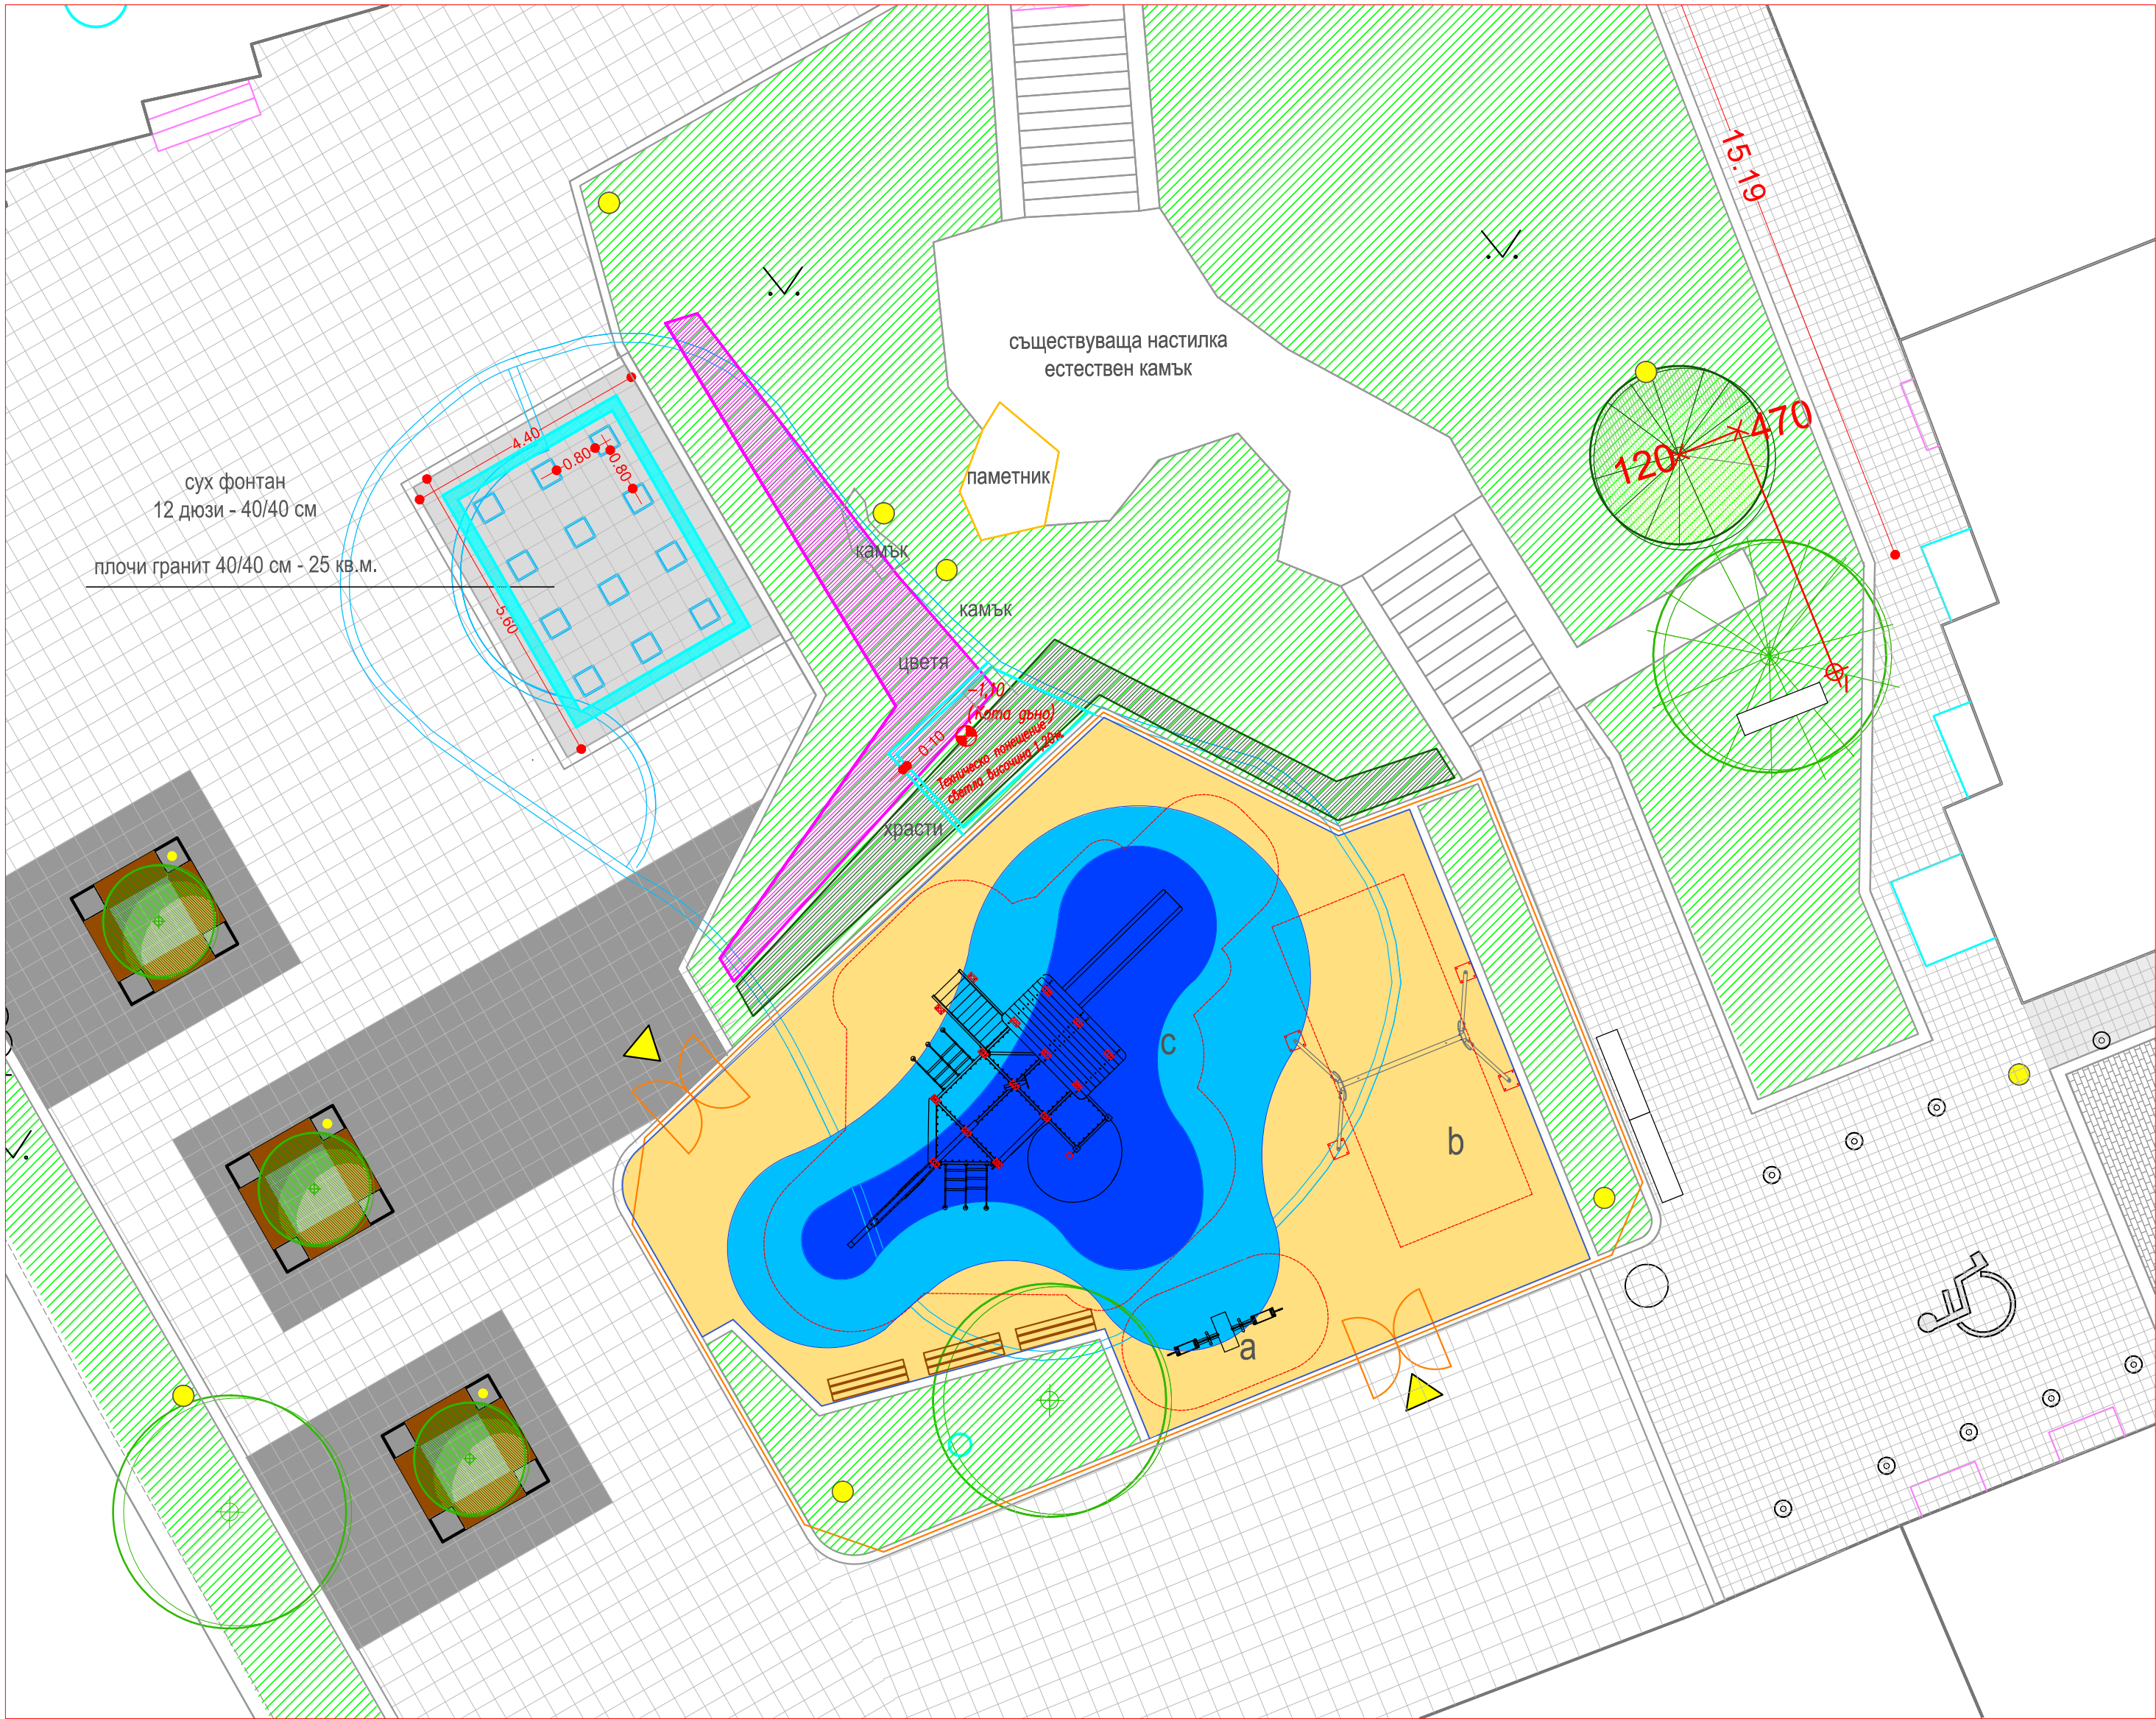 15.19
съществуваща настилка
естествен камък
470
120
4.40
0.80
0.80
паметник
сух фонтан
12 дюзи - 40/40 см
плочи гранит 40/40 см - 25 кв.м.
5.60
камък
камък
цветя
-1,10
(Кота дъно)
0.10
Техническо помещение
светла височина 1,20м.
храсти
c
b
a